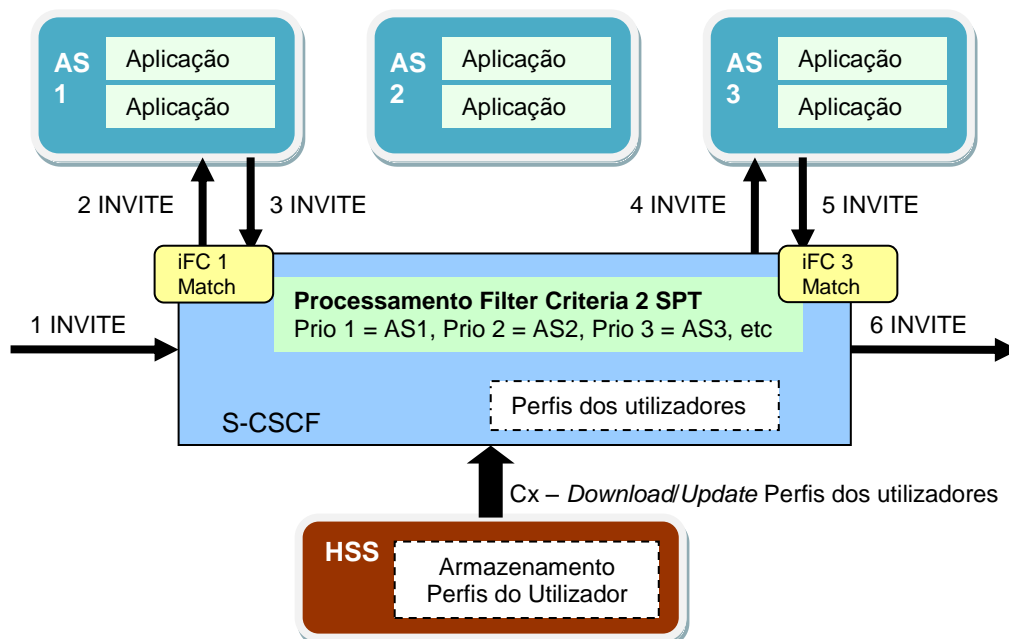 AS
1
Aplicação
Aplicação
AS
2
Aplicação
Aplicação
AS
3
Aplicação
Aplicação
2 INVITE
3 INVITE
4 INVITE
5 INVITE
iFC 1
Match
iFC 3
Match
Processamento Filter Criteria 2 SPT
Prio 1 = AS1, Prio 2 = AS2, Prio 3 = AS3, etc
1 INVITE
6 INVITE
Perfis dos utilizadores
S-CSCF
Cx – Download/Update Perfis dos utilizadores
HSS
Armazenamento
Perfis do Utilizador